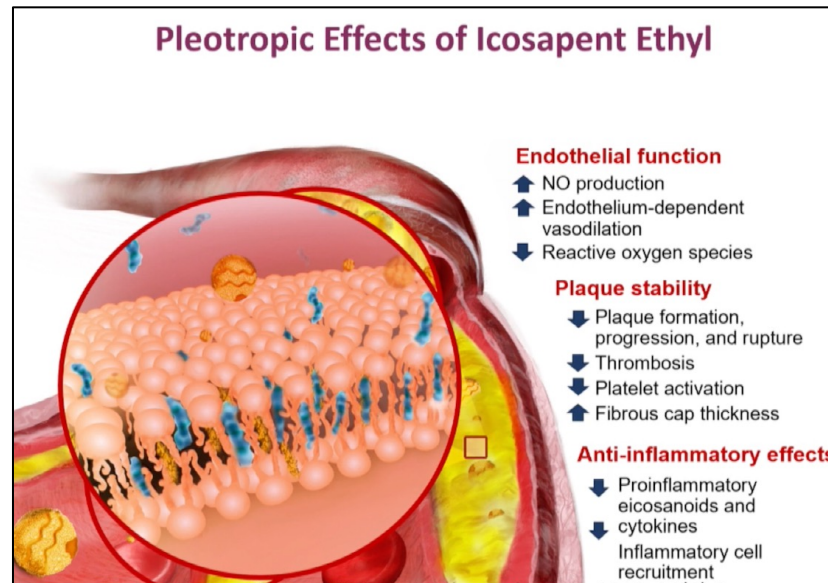 Pleotropic Effects of Icosapent Ethyl
Endothelial function
NO production
Endothelium-dependent
vasodilation
Reactive oxygen species
Plaque stability
Plaque formation,
progression, and rupture
Thrombosis
Platelet activation
Fibrous cap thickness
Anti-inflammatory effects
Proinflammatory
eicosanoids and
cytokines
Inflammatory cell
recruitment